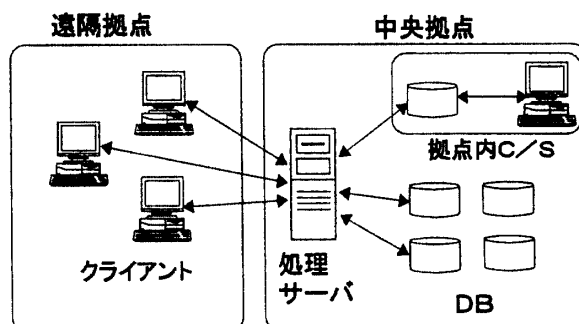 遠隔拠点
中央拠点
拠点内C/S
クライアント
処理
サーバ
DB